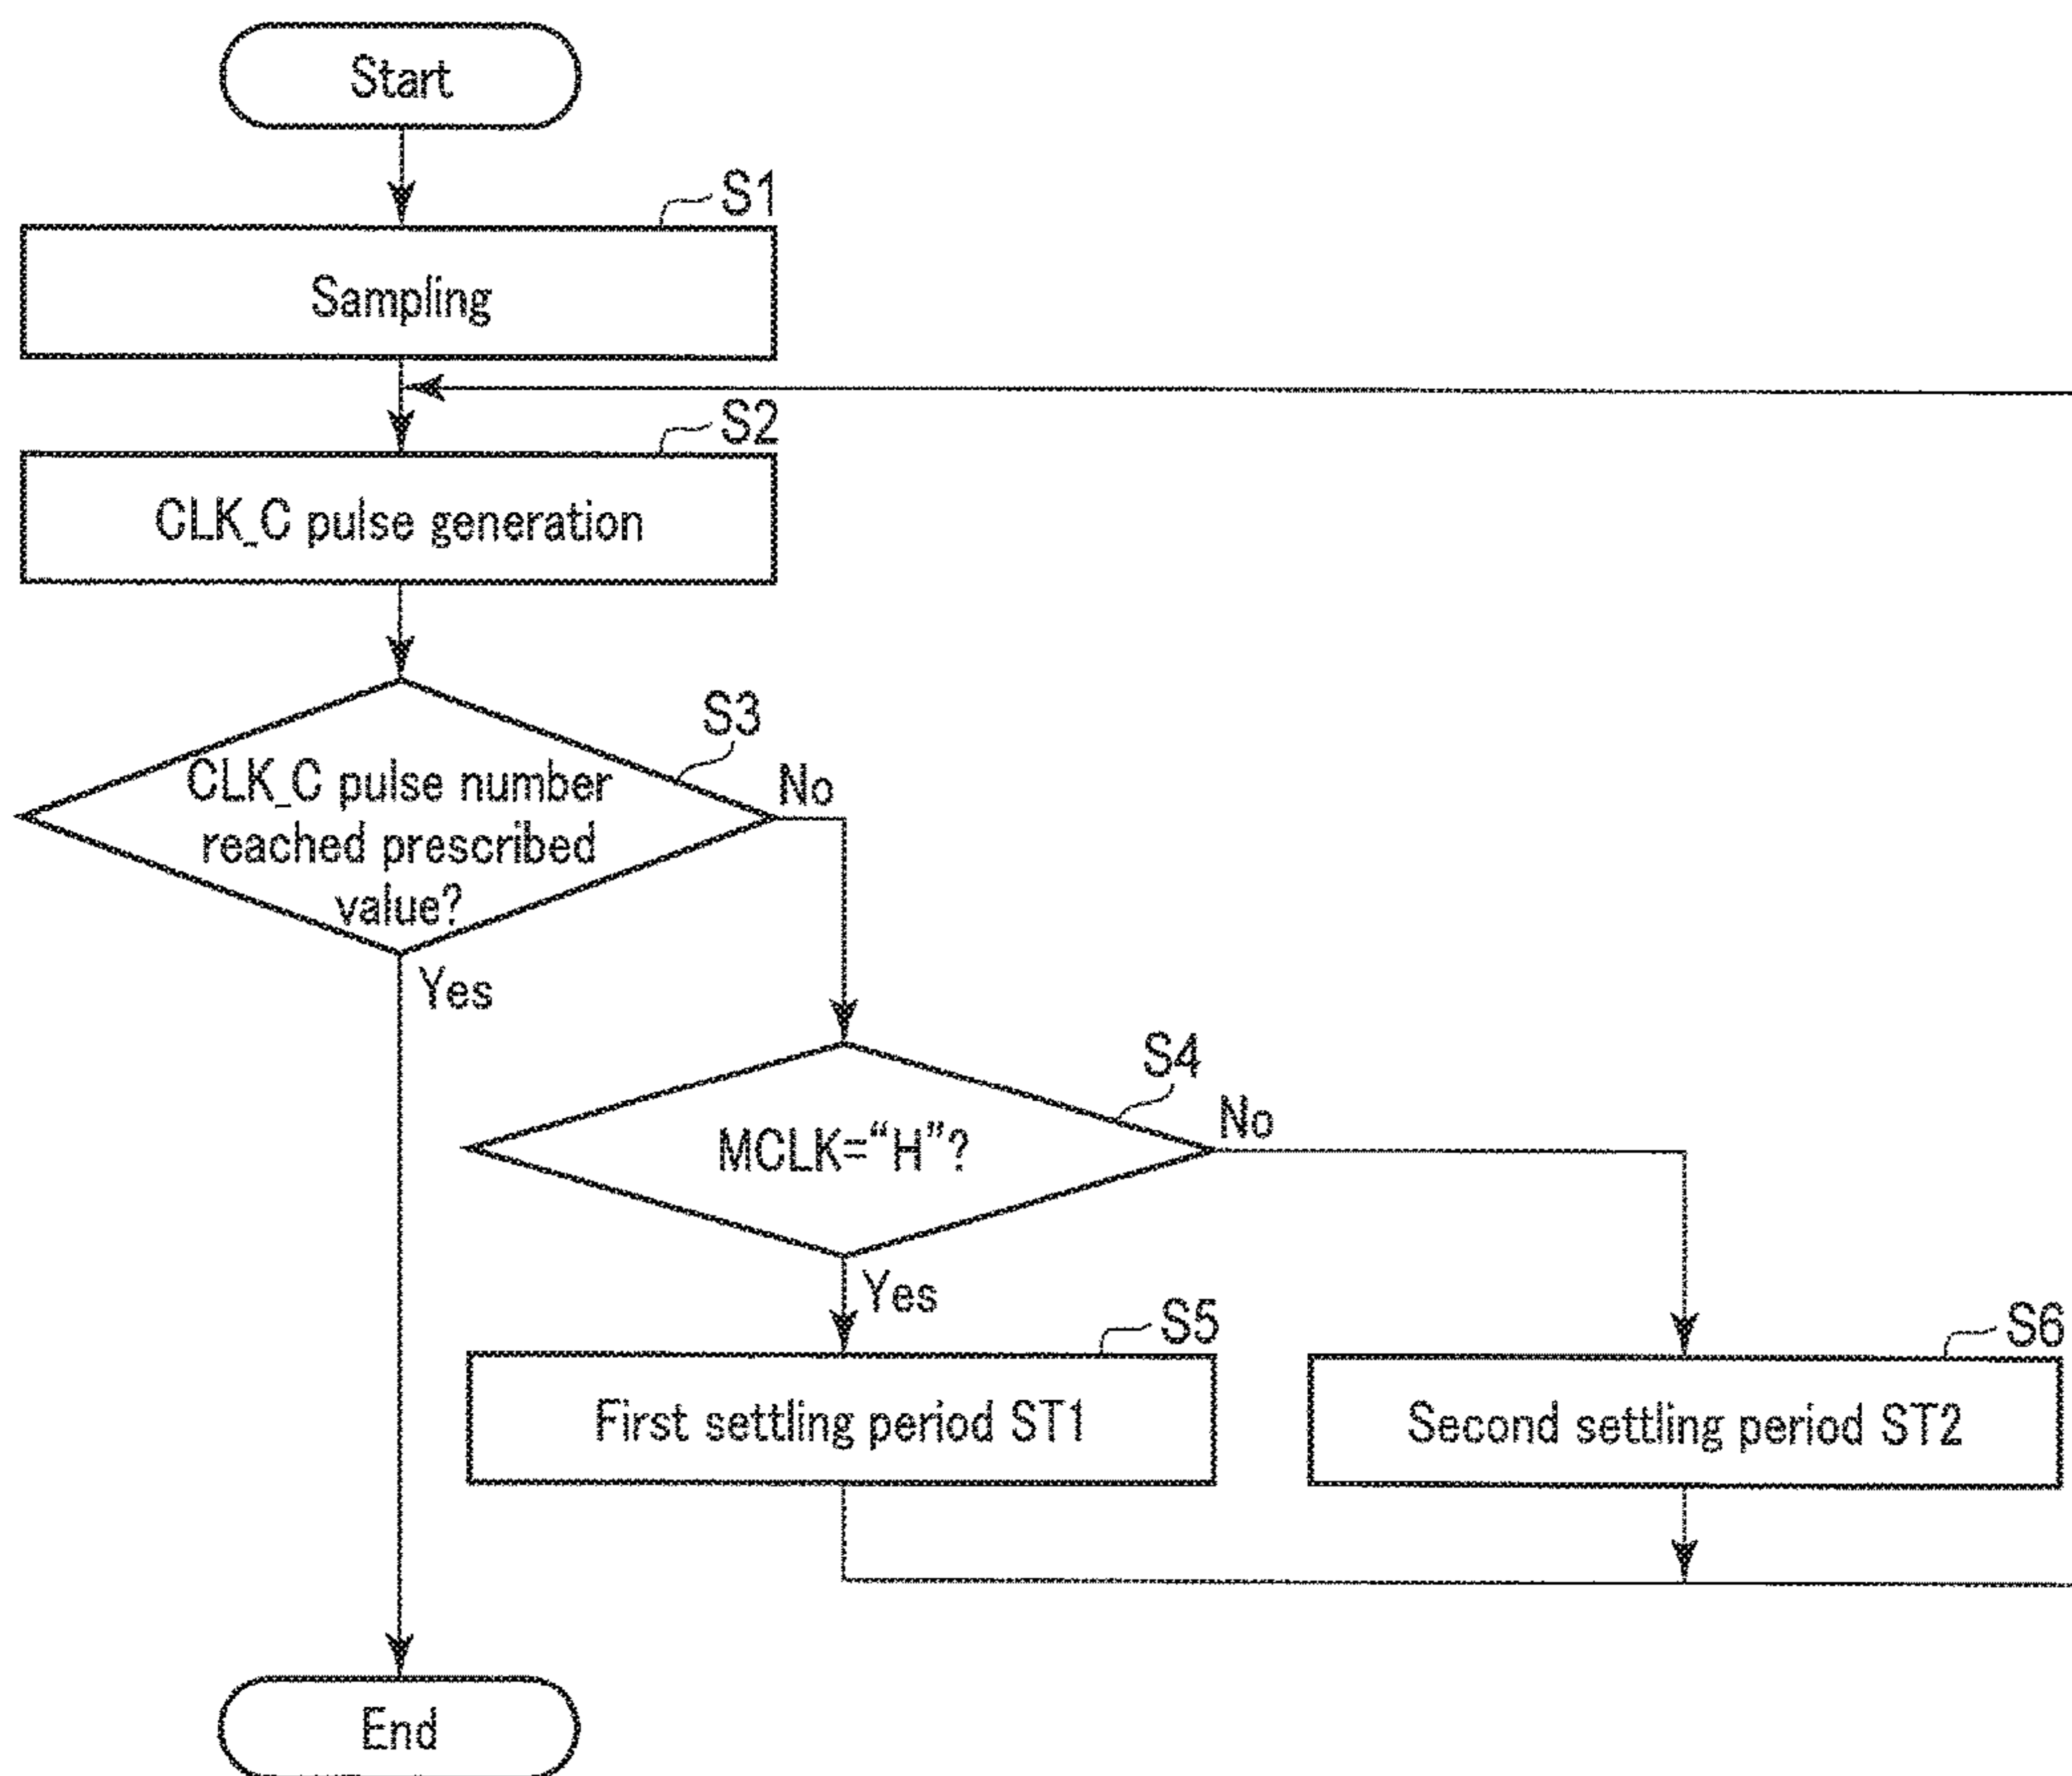 Start
S1
Sampling
S2
CLK_C pulse generation
S3
CLK_C pulse number
reached prescribed
value?
No
Yes
S4
MCLK="H"?
No
Yes
S5
First settling period ST1
S6
Second settling period ST2
End